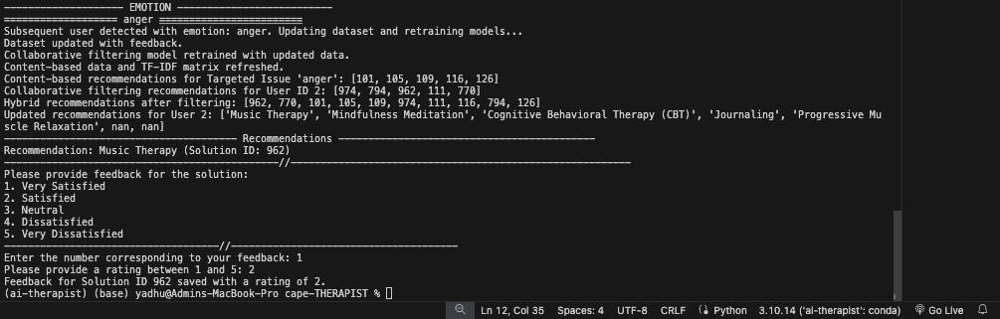 ---------------------- EMOTION ----------------------------
=================== anger ========================
Subsequent user detected with emotion: anger. Updating dataset and retraining models...
Dataset updated with feedback.
Collaborative filtering model retrained with updated data.
Content-based data and TF-IDF matrix refreshed.
Content-based recommendations for Targeted Issue 'anger': [101, 105, 109, 116, 126]
Collaborative filtering recommendations for User ID 2: [974, 794, 962, 111, 770]
Hybrid recommendations after filtering: [962, 770, 101, 105, 109, 974, 111, 116, 794, 126]
Updated recommendations for User 2: ['Music Therapy', 'Mindfulness Meditation', 'Cognitive Behavioral Therapy (CBT)', 'Journaling', 'Progressive Mu
scle Relaxation', nan, nan]
---------------------------------------- Recommendations --------------------------------------------
Recommendation: Music Therapy (Solution ID: 962)
-----------------------------------------------//----------------------------------------------------------
Please provide feedback for the solution:
1. Very Satisfied
2. Satisfied
3. Neutral
4. Dissatisfied
5. Very Dissatisfied
-------------------------------------//---------------------------------------
Enter the number corresponding to your feedback: 1
Please provide a rating between 1 and 5: 2
Feedback for Solution ID 962 saved with a rating of 2.
(ai-therapist) (base) yadhu@Admins-MacBook-Pro cape-THERAPIST %
Ln 12, Col 35 Spaces: 4 UTF-8 CRLF Python 3.10.14 ('ai-therapist': conda) Go Live